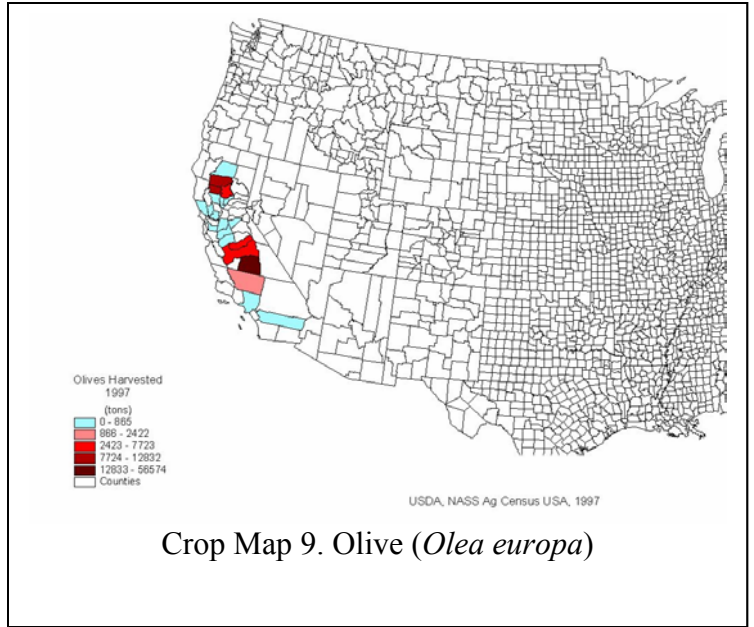 Olives Harvested
1997
(tons)
0 - 865
866 - 2422
2423 - 7723
7724 - 12832
12833 - 56574
Counties
USDA, NASS Ag Census USA, 1997
Crop Map 9. Olive (Olea europa)